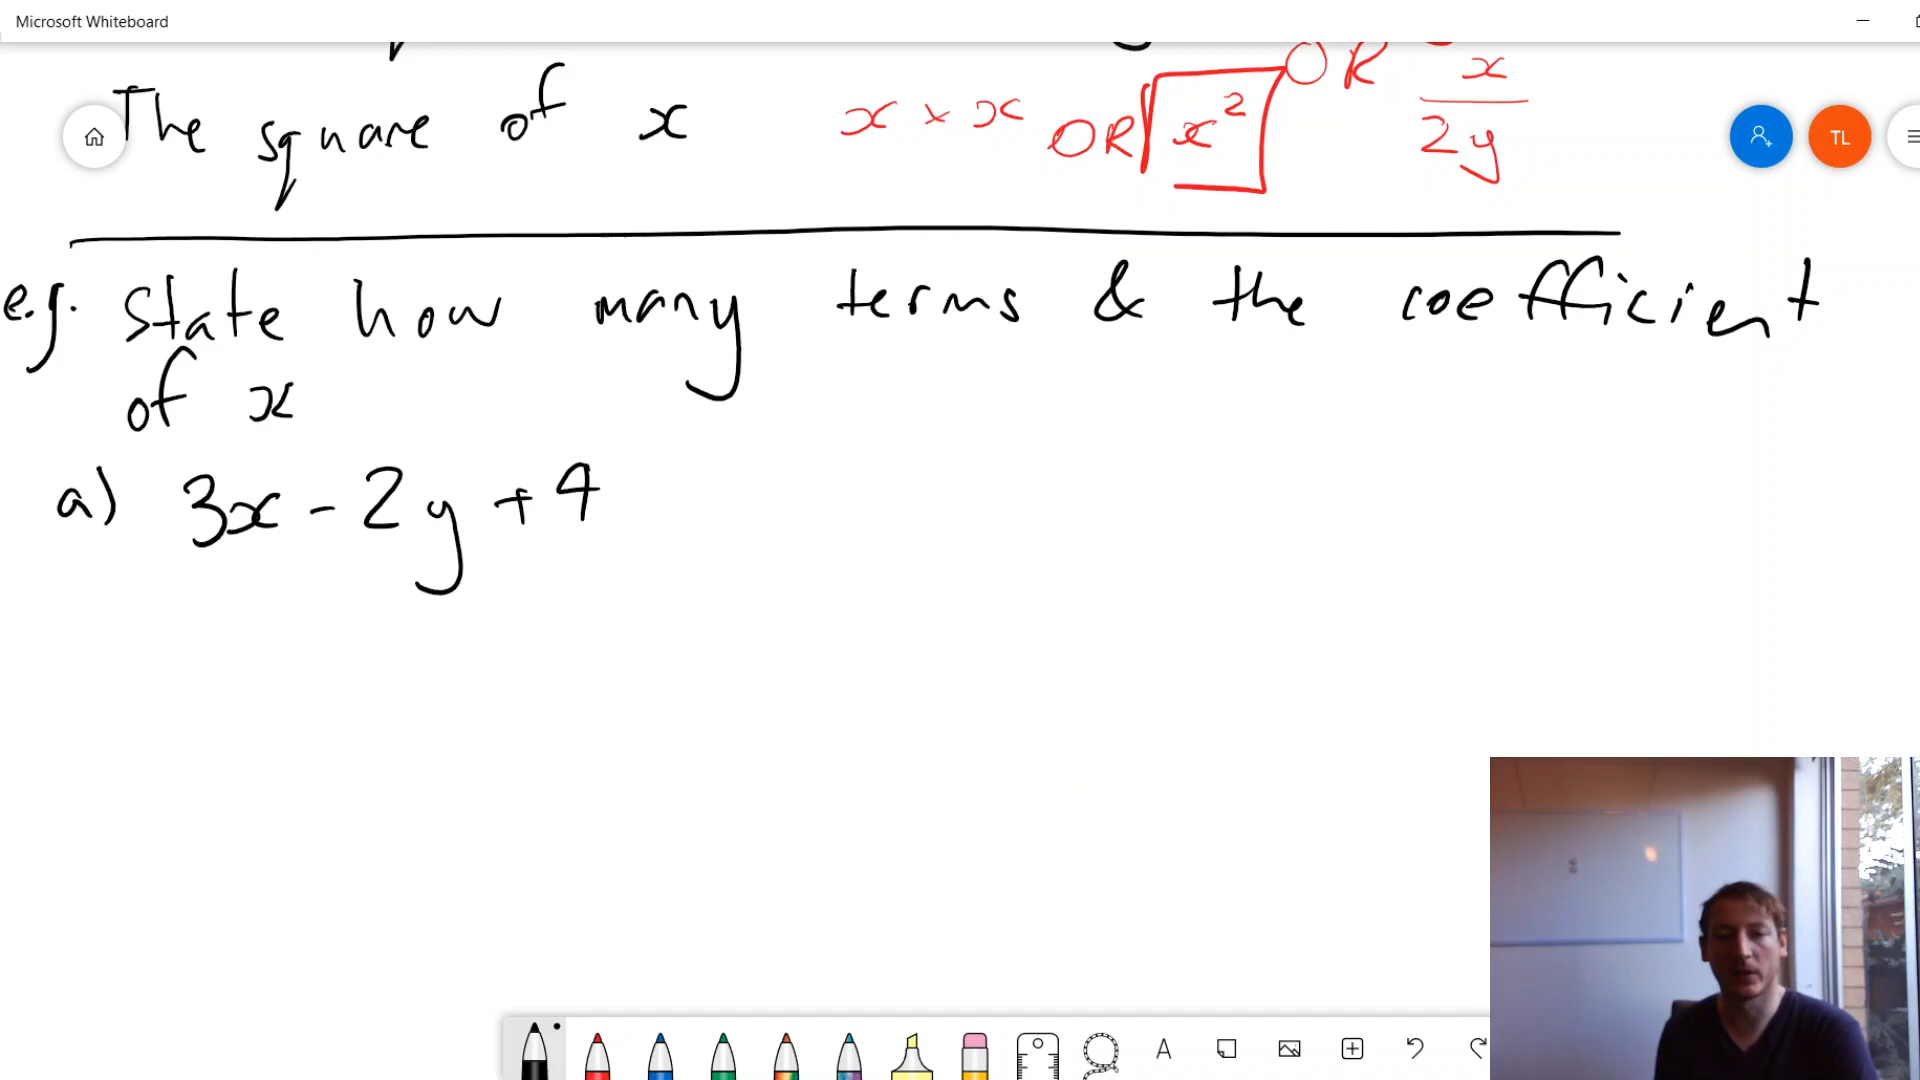 Microsoft Whiteboard
The square of x x × x OR x² OR x/2y
TL
e.g. State how many terms & the coefficient
of x
a) 3x - 2y + 4
A